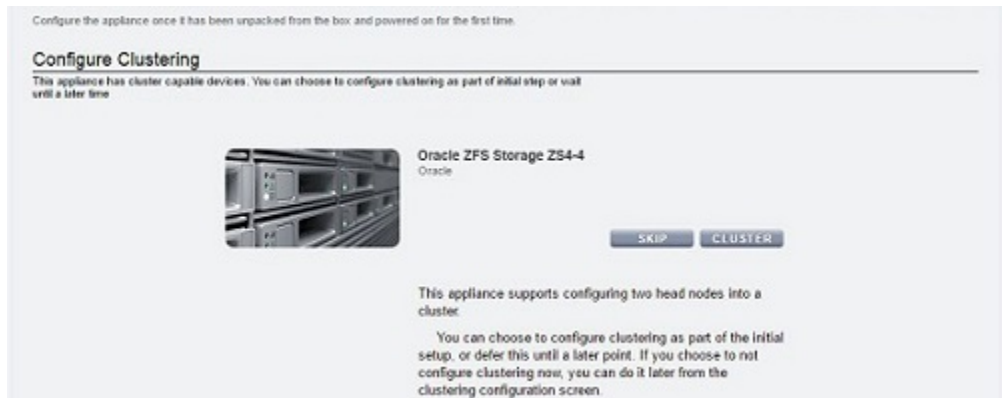 Configure the appliance once it has been unpacked from the box and powered on for the first time.
Configure Clustering
This appliance has cluster capable devices. You can choose to configure clustering as part of initial step or wait
until a later time
Oracle ZFS Storage ZS4-4
Oracle
SKIP CLUSTER
This appliance supports configuring two head nodes into a
cluster.
You can choose to configure clustering as part of the initial
setup, or defer this until a later point. If you choose to not
configure clustering now, you can do it later from the
clustering configuration screen.